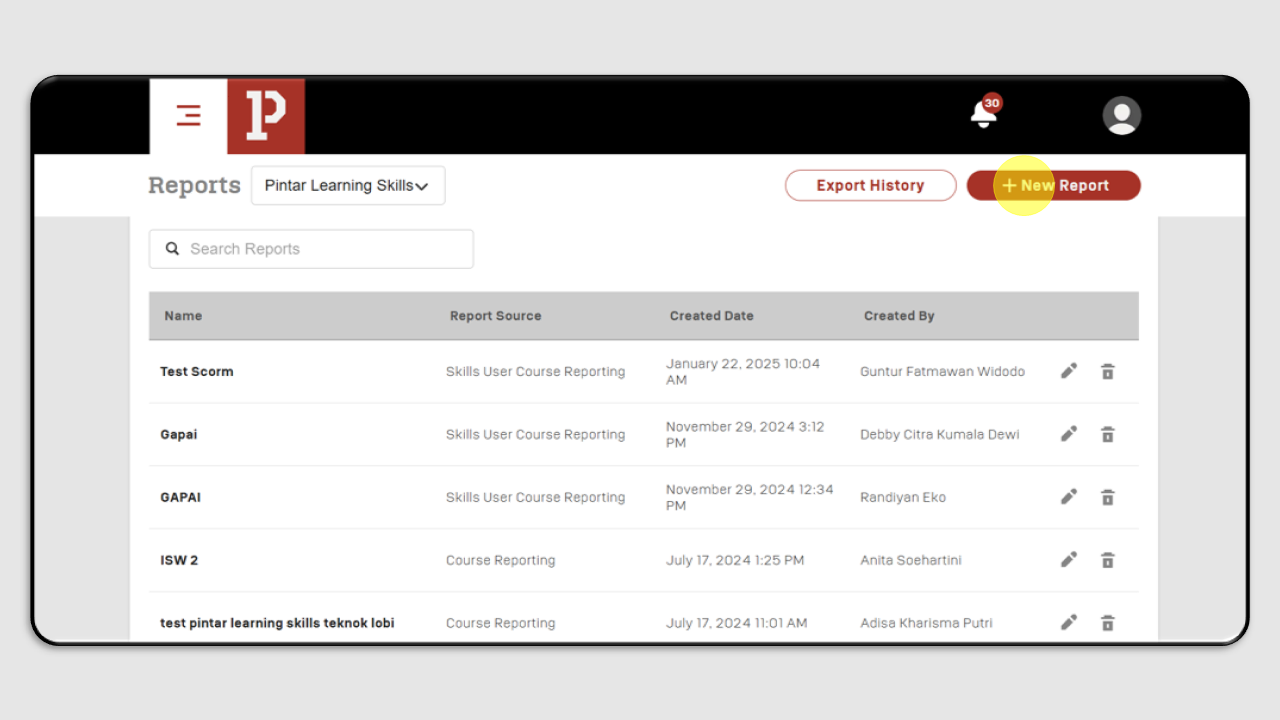 P
30
Reports
Pintar Learning Skills
Export History
+ New Report
Search Reports
Name
Report Source
Created Date
Created By
Test Scorm
Skills User Course Reporting
January 22, 2025 10:04
AM
Guntur Fatmawan Widodo
Gapai
Skills User Course Reporting
November 29, 2024 3:12
PM
Debby Citra Kumala Dewi
GAPAI
Skills User Course Reporting
November 29, 2024 12:34
PM
Randiyan Eko
ISW 2
Course Reporting
July 17, 2024 1:25 PM
Anita Soehartini
test pintar learning skills teknok lobi
Course Reporting
July 17, 2024 11:01 AM
Adisa Kharisma Putri